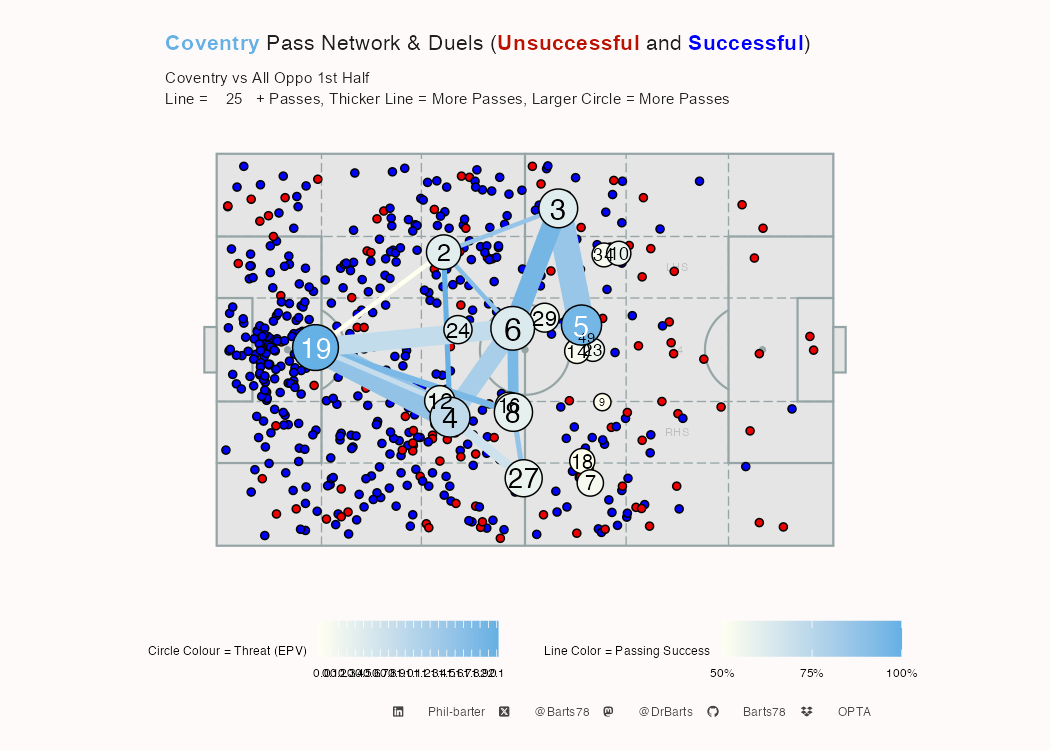 Coventry Pass Network & Duels (Unsuccessful and Successful)
Coventry vs All Oppo 1st Half
Line = 25 + Passes, Thicker Line = More Passes, Larger Circle = More Passes
3
2
34 10
LHS
29
24
6
5
49
19
14 23
12
16
9
4
8
RHS
18
27
7
Circle Colour = Threat (EPV)
Line Color = Passing Success
50% 75% 100%
Phil-barter @Barts78 @DrBarts Barts78 OPTA